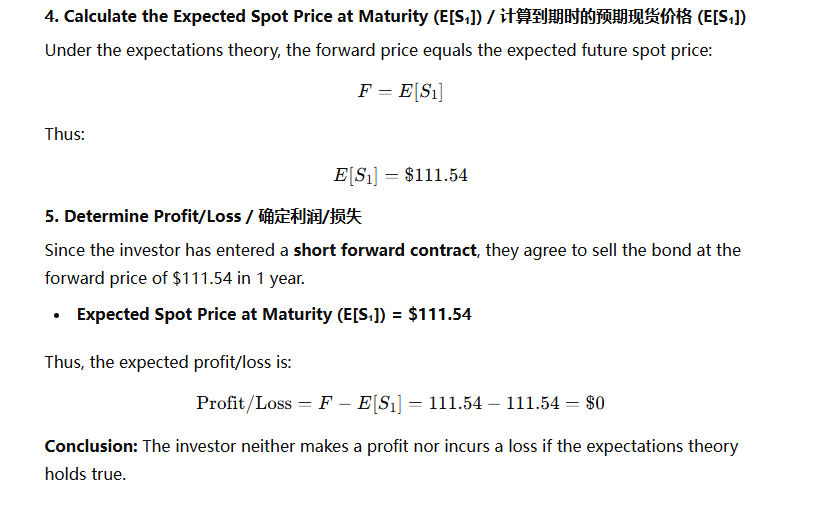 4. Calculate the Expected Spot Price at Maturity (E[S₁]) / 计算到期时的预期现货价格 (E[S₁])
Under the expectations theory, the forward price equals the expected future spot price:
F = E[S₁]
Thus:
E[S₁] = $111.54
5. Determine Profit/Loss / 确定利润/损失
Since the investor has entered a short forward contract, they agree to sell the bond at the
forward price of $111.54 in 1 year.
• Expected Spot Price at Maturity (E[S₁]) = $111.54
Thus, the expected profit/loss is:
Profit/Loss = F − E[S₁] = 111.54 − 111.54 = $0
Conclusion: The investor neither makes a profit nor incurs a loss if the expectations theory
holds true.